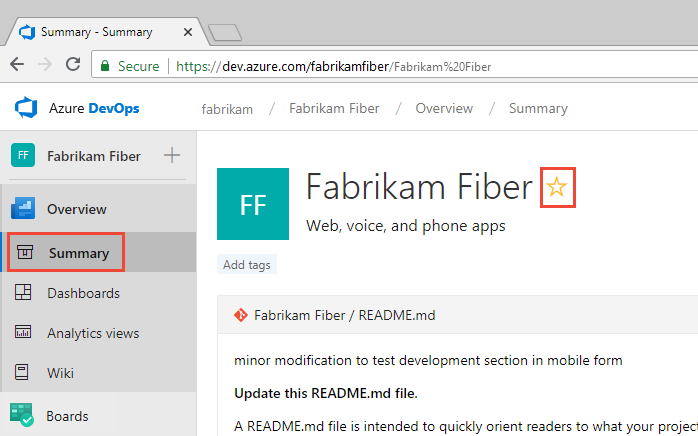 Summary - Summary
Secure
https://dev.azure.com/fabrikamfiber/Fabrikam%20Fiber
Azure DevOps
fabrikam / Fabrikam Fiber / Overview / Summary
FF Fabrikam Fiber
Overview
Summary
Dashboards
Analytics views
Wiki
Boards
FF
Fabrikam Fiber
Web, voice, and phone apps
Add tags
Fabrikam Fiber / README.md
minor modification to test development section in mobile form
Update this README.md file.
A README.md file is intended to quickly orient readers to what your project